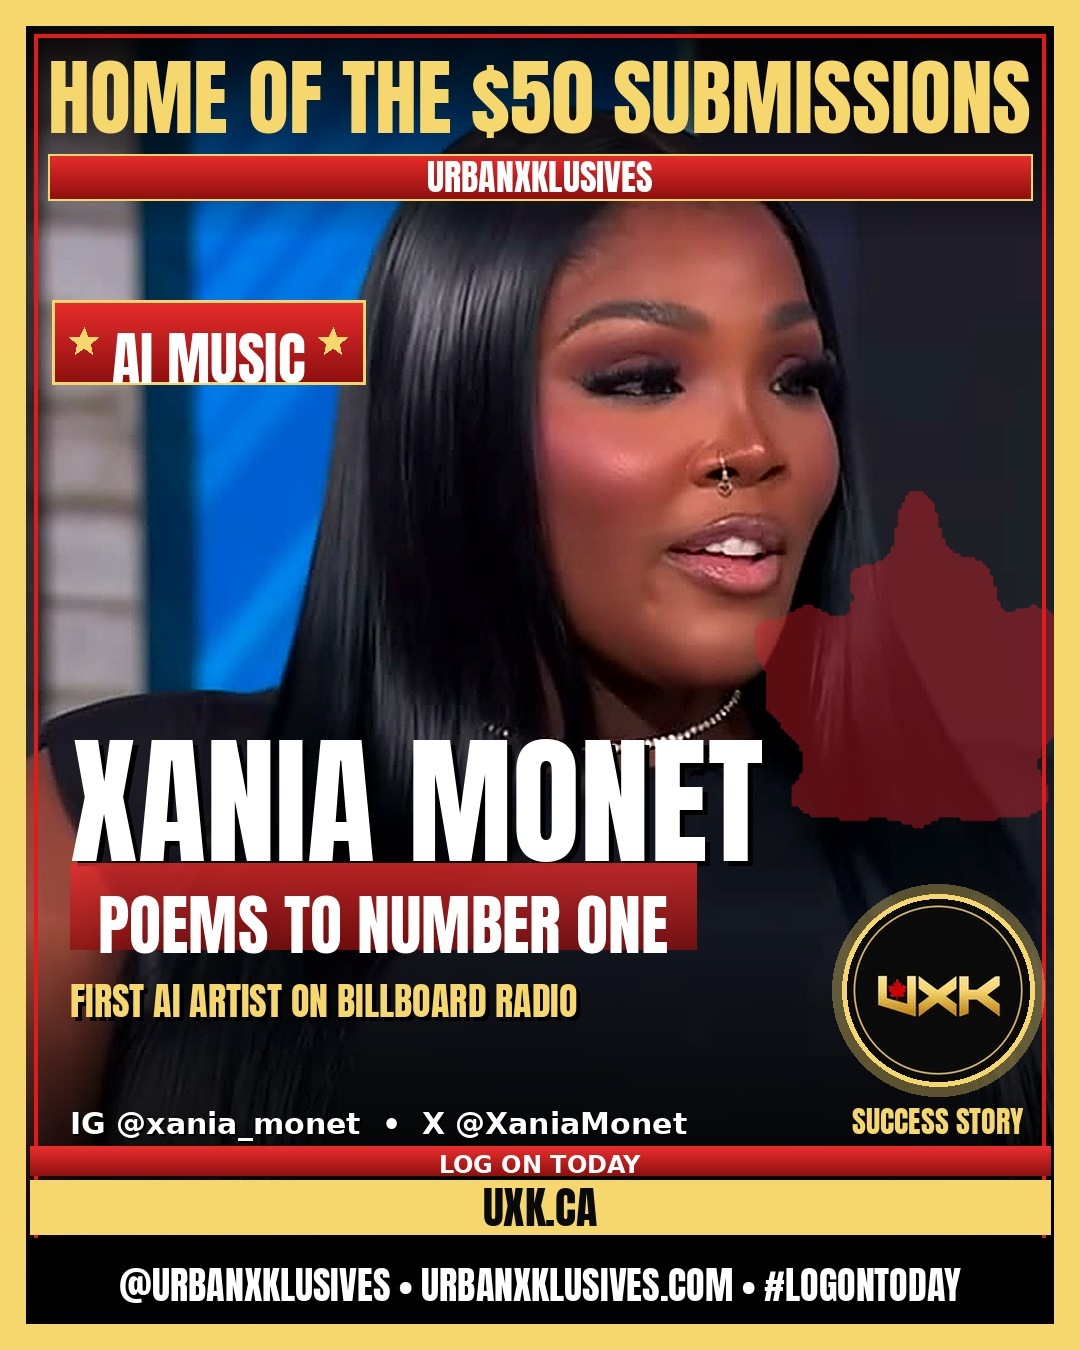 HOME OF THE $50 SUBMISSIONS
URBANXKLUSIVES
AI MUSIC
XANIA MONET
POEMS TO NUMBER ONE
FIRST AI ARTIST ON BILLBOARD RADIO
UXK
IG @xania_monet • X @XaniaMonet
SUCCESS STORY
LOG ON TODAY
UXK.CA
@URBANXKLUSIVES • URBANXKLUSIVES.COM • #LOGONTODAY